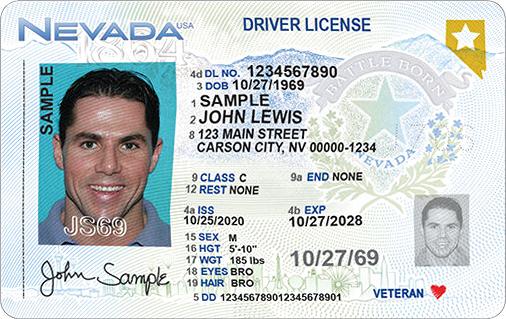 NEVADA USA DRIVER LICENSE
1864
SAMPLE
4d DL NO. 1234567890
3 DOB 10/27/1969
1 SAMPLE
2 JOHN LEWIS
8 123 MAIN STREET
CARSON CITY, NV 00000-1234
BATTLE BORN
NEVADA
9 CLASS C 9a END NONE
12 REST NONE
4a ISS 4b EXP
10/25/2020 10/27/2028
15 SEX M
16 HGT 5'-10"
17 WGT 185 lbs
18 EYES BRO
19 HAIR BRO
5 DD 123456789012345678901
10/27/69
JS69
John Sample
VETERAN